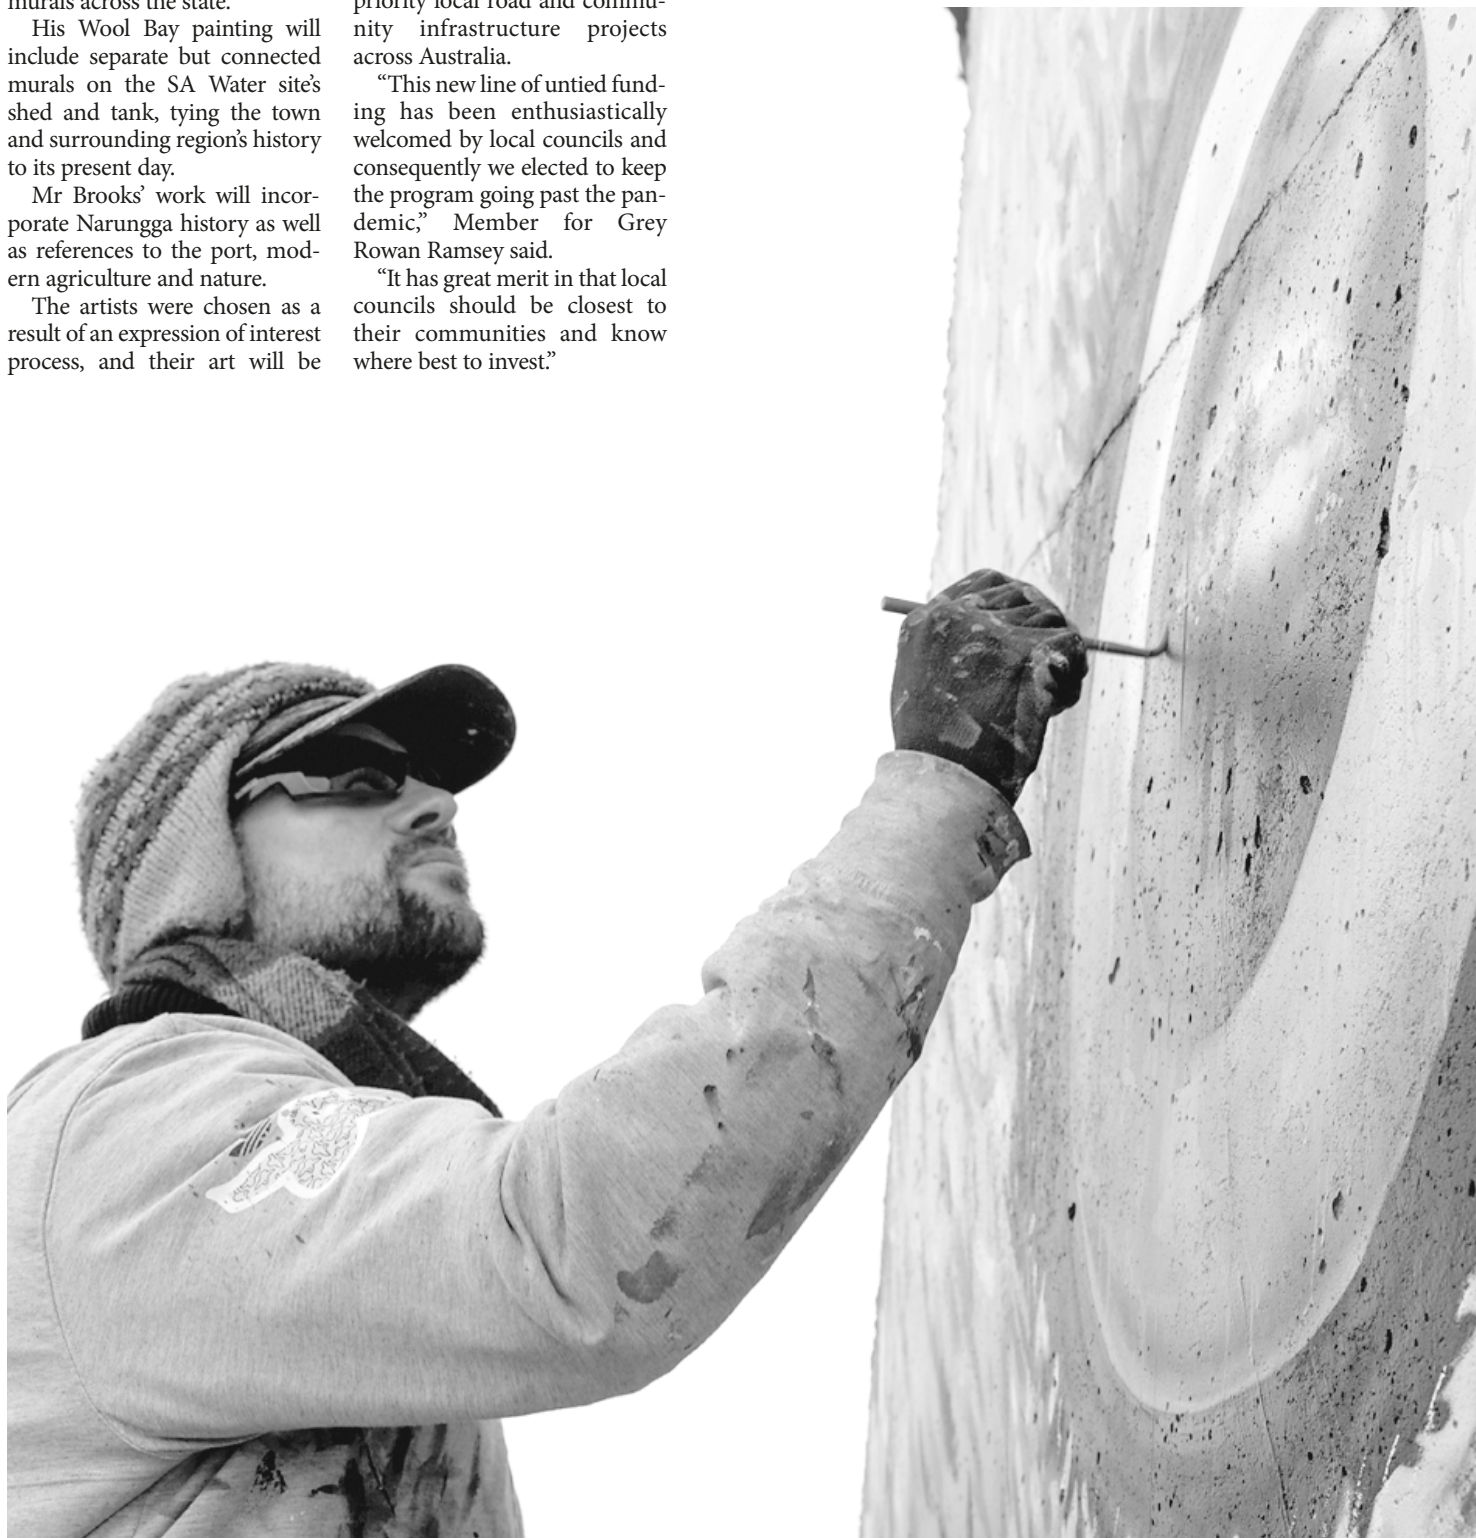 murals across the state.
His Wool Bay painting will
include separate but connected
murals on the SA Water site’s
shed and tank, tying the town
and surrounding region’s history
to its present day.
Mr Brooks’ work will incor-
porate Narungga history as well
as references to the port, mod-
ern agriculture and nature.
The artists were chosen as a
result of an expression of interest
process, and their art will be
priority local road and commu-
nity infrastructure projects
across Australia.
“This new line of untied fund-
ing has been enthusiastically
welcomed by local councils and
consequently we elected to keep
the program going past the pan-
demic,” Member for Grey
Rowan Ramsey said.
“It has great merit in that local
councils should be closest to
their communities and know
where best to invest.”